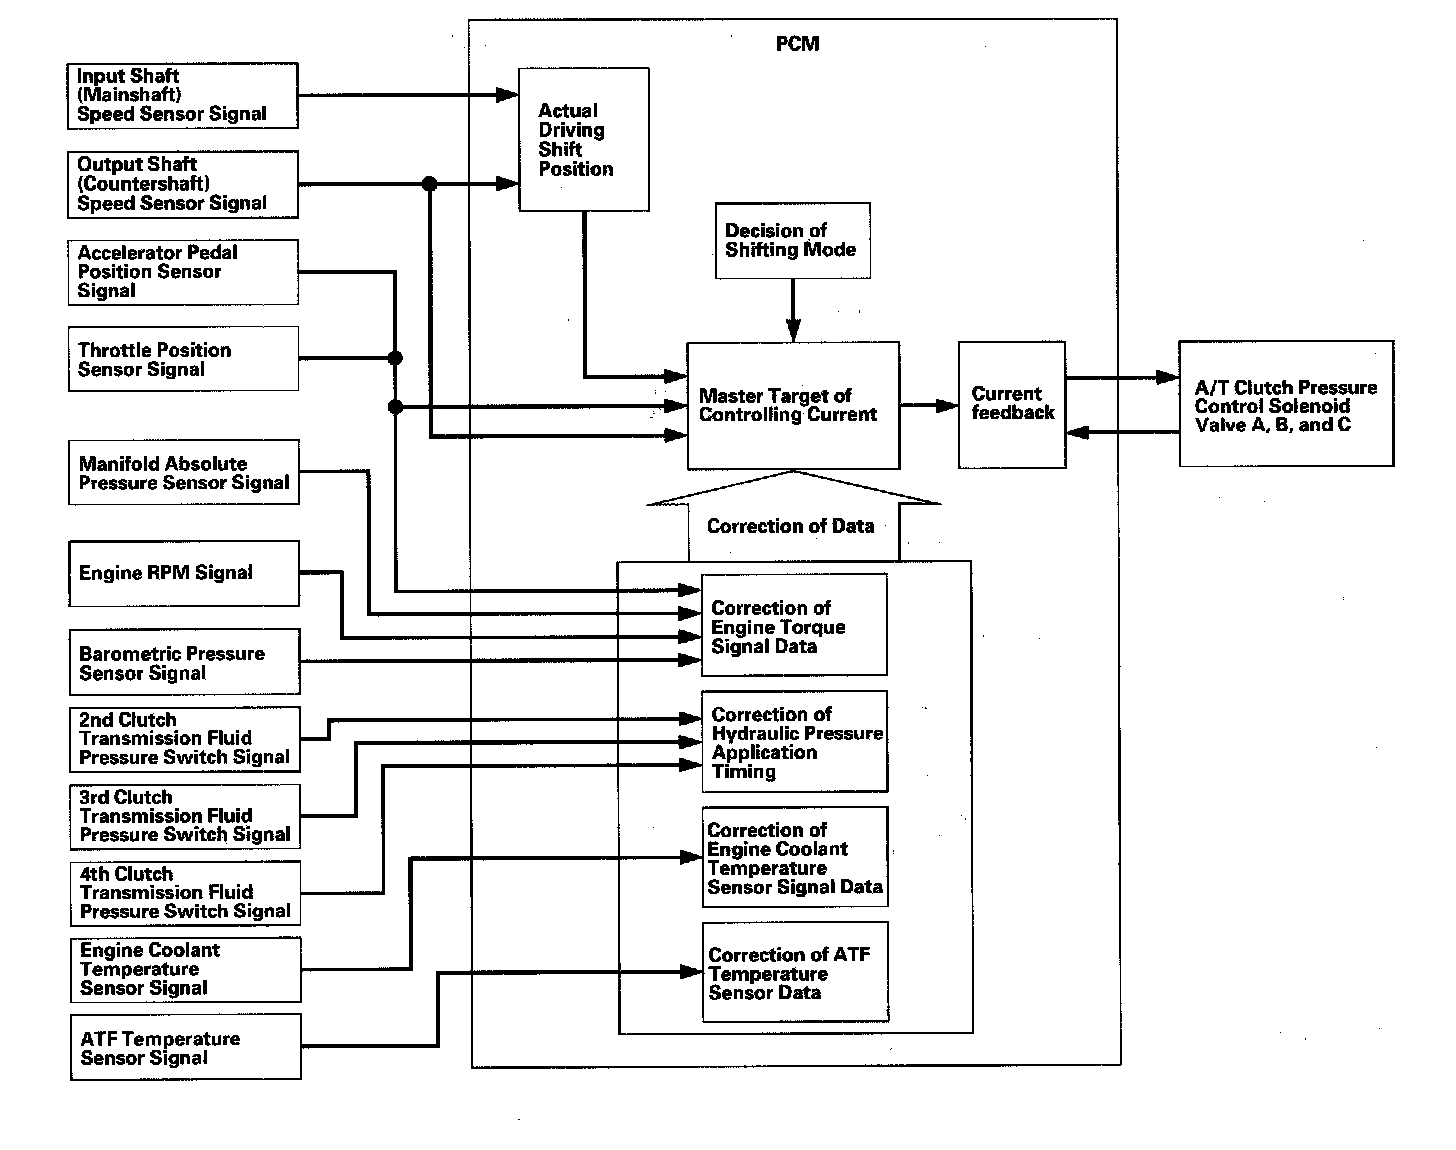 PCM
Input Shaft
(Mainshaft)
Speed Sensor Signal
Output Shaft
(Countershaft)
Speed Sensor Signal
Accelerator Pedal
Position Sensor
Signal
Throttle Position
Sensor Signal
Manifold Absolute
Pressure Sensor Signal
Engine RPM Signal
Barometric Pressure
Sensor Signal
2nd Clutch
Transmission Fluid
Pressure Switch Signal
3rd Clutch
Transmission Fluid
Pressure Switch Signal
4th Clutch
Transmission Fluid
Pressure Switch Signal
Engine Coolant
Temperature
Sensor Signal
ATF Temperature
Sensor Signal
Actual
Driving
Shift
Position
Decision of
Shifting Mode
Master Target of
Controlling Current
Current
feedback
A/T Clutch Pressure
Control Solenoid
Valve A, B, and C
Correction of Data
Correction of
Engine Torque
Signal Data
Correction of
Hydraulic Pressure
Application
Timing
Correction of
Engine Coolant
Temperature
Sensor Signal Data
Correction of ATF
Temperature
Sensor Data